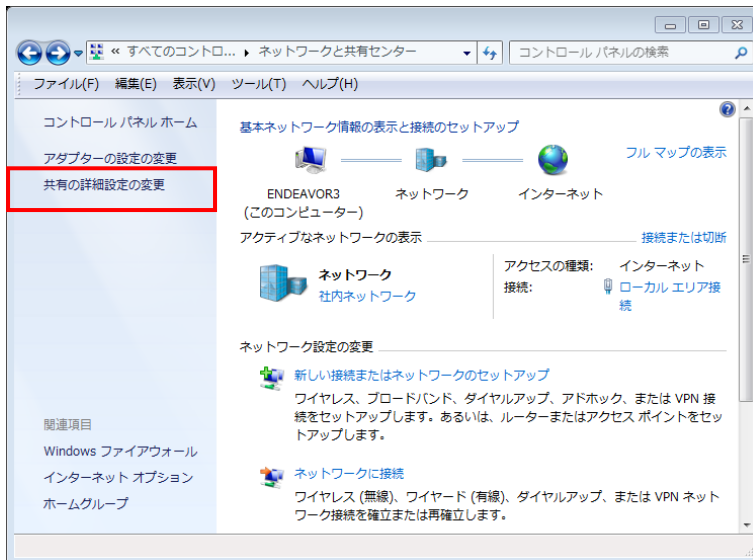 « すべてのコントロ... ▸ ネットワークと共有センター
コントロール パネルの検索
ファイル(F) 編集(E) 表示(V) ツール(T) ヘルプ(H)
コントロール パネル ホーム
アダプターの設定の変更
共有の詳細設定の変更
関連項目
Windows ファイアウォール
インターネット オプション
ホームグループ
基本ネットワーク情報の表示と接続のセットアップ
フル マップの表示
ENDEAVOR3
(このコンピューター)
ネットワーク
インターネット
アクティブなネットワークの表示
接続または切断
ネットワーク
社内ネットワーク
アクセスの種類: インターネット
接続: ローカル エリア接
続
ネットワーク設定の変更
新しい接続またはネットワークのセットアップ
ワイヤレス、ブロードバンド、ダイヤルアップ、アドホック、または VPN 接
続をセットアップします。あるいは、ルーターまたはアクセス ポイントをセッ
トアップします。
ネットワークに接続
ワイヤレス (無線)、ワイヤード (有線)、ダイヤルアップ、または VPN ネット
ワーク接続を確立または再確立します。